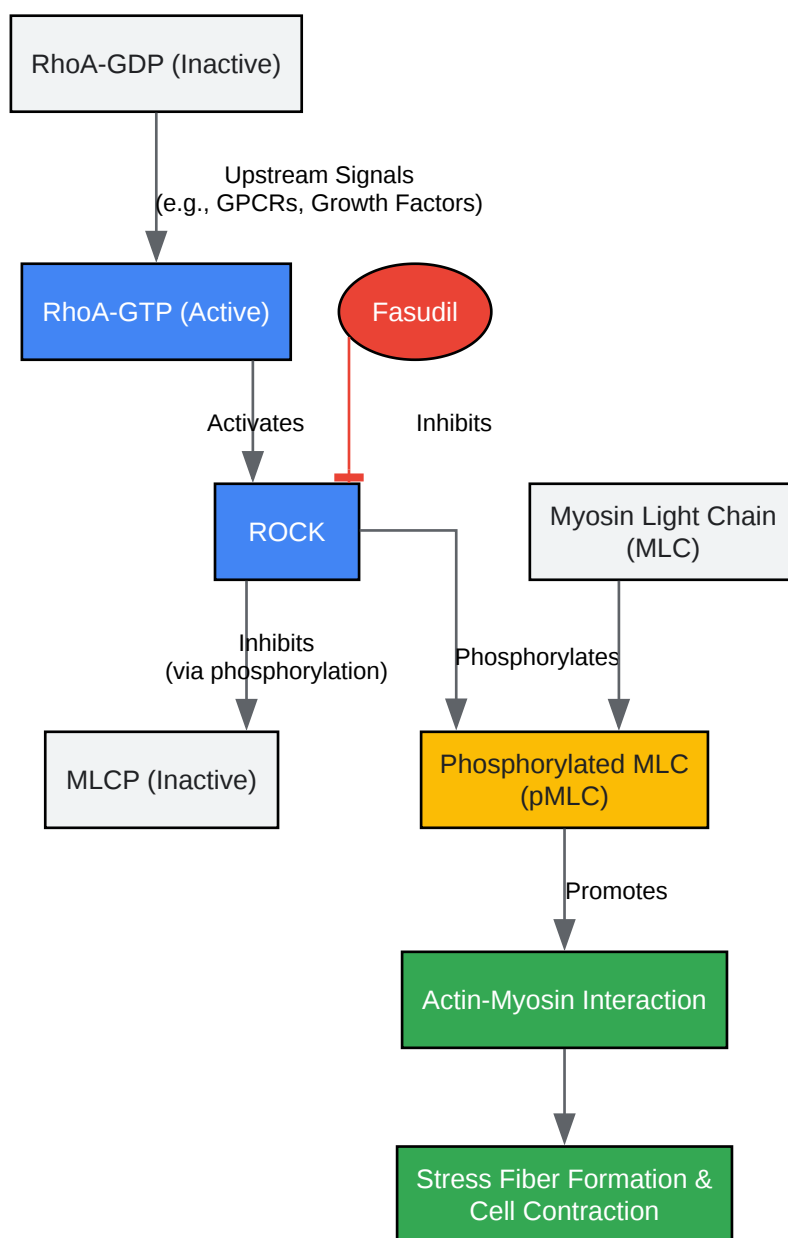 RhoA-GDP (Inactive)
Upstream Signals
(e.g., GPCRs, Growth Factors)
RhoA-GTP (Active)
Fasudil
Activates
Inhibits
ROCK
Myosin Light Chain
(MLC)
Inhibits
(via phosphorylation)
Phosphorylates
MLCP (Inactive)
Phosphorylated MLC
(pMLC)
Promotes
Actin-Myosin Interaction
Stress Fiber Formation &
Cell Contraction